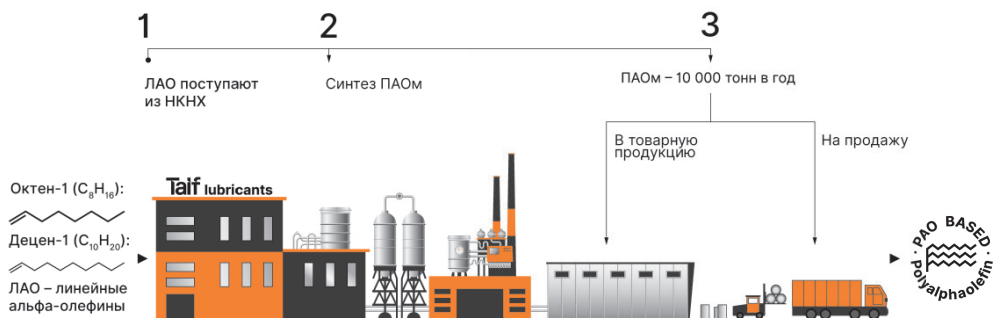 1
2
3
ЛАО поступают
из НКНХ
Синтез ПАОм
ПАОм – 10 000 тонн в год
В товарную
продукцию
На продажу
Октен-1 (C₈H₁₆):
Децен-1 (C₁₀H₂₀):
ЛАО – линейные
альфа-олефины
Taif lubricants
PAO BASED
Polyalphaolefin